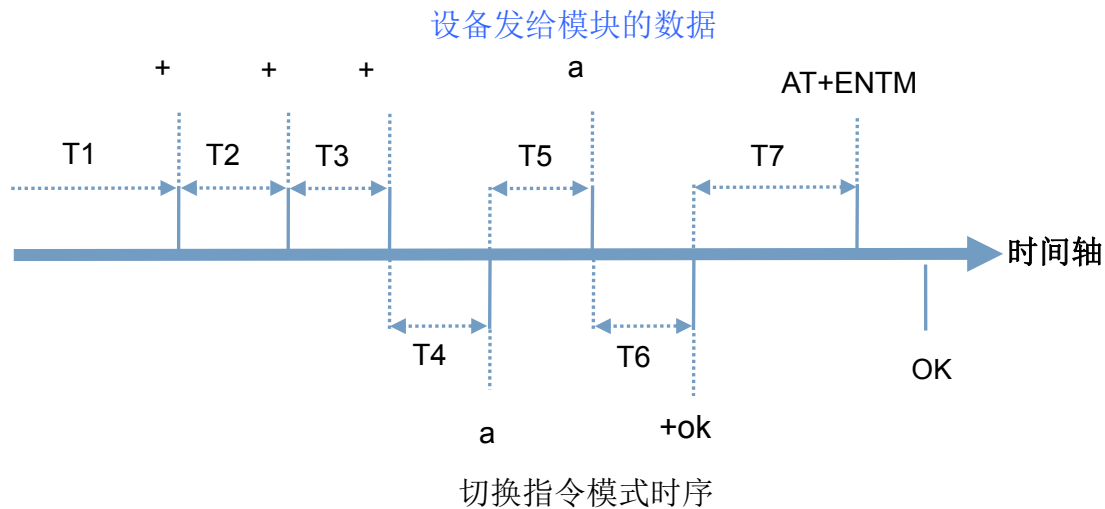 设备发给模块的数据
+ + + a
AT+ENTM
T1 T2 T3 T5 T7
时间轴
T4 T6
OK
a +ok
切换指令模式时序